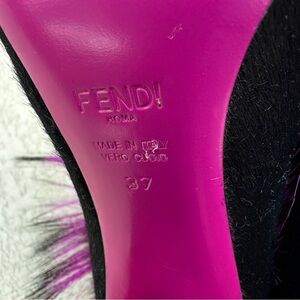 FENDI
ROMA
MADE IN ITALY
VERO CUOIO
37